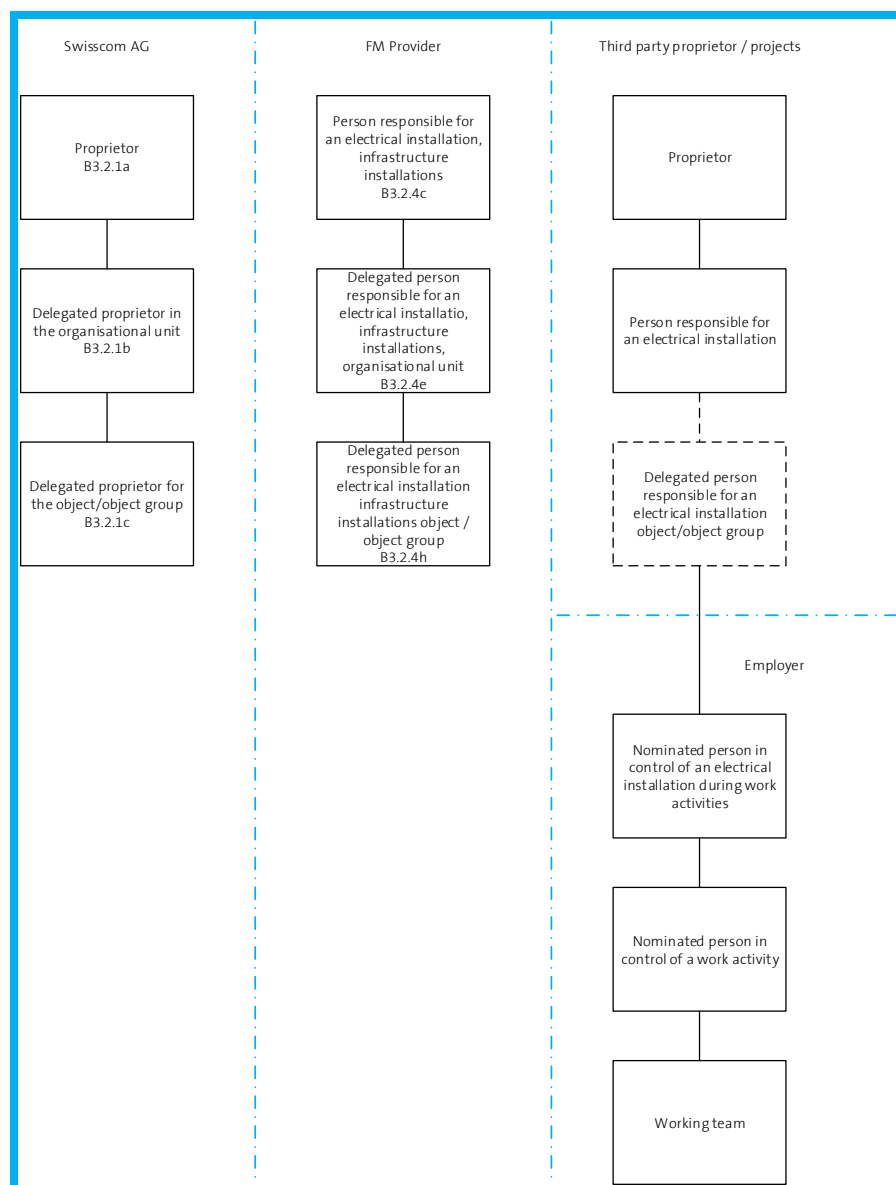 Swisscom AG
FM Provider
Third party proprietor / projects
Proprietor
B3.2.1a
Delegated proprietor in
the organisational unit
B3.2.1b
Delegated proprietor for
the object/object group
B3.2.1c
Person responsible for
an electrical installation,
infrastructure
installations
B3.2.4c
Delegated person
responsible for an
electrical installatio,
infrastructure
installations,
organisational unit
B3.2.4e
Delegated person
responsible for an
electrical installation
infrastructure
installations object /
object group
B3.2.4h
Proprietor
Person responsible for
an electrical installation
Delegated person
responsible for an
electrical installation
object/object group
Employer
Nominated person in
control of an electrical
installation during work
activities
Nominated person in
control of a work activity
Working team